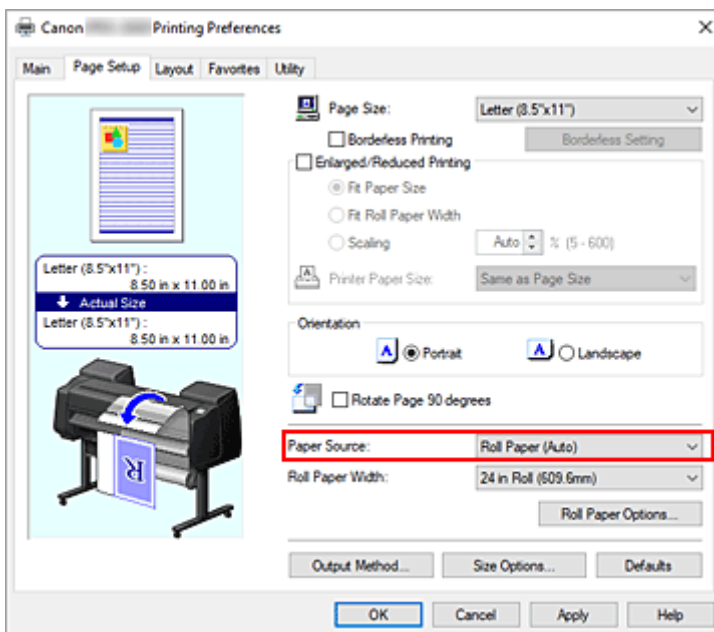 Canon Printing Preferences
Main Page Setup Layout Favorites Utility
Page Size: Letter (8.5"x11")
Borderless Printing Borderless Setting
Enlarged/Reduced Printing
Fit Paper Size
Fit Roll Paper Width
Scaling Auto % (5 - 600)
Printer Paper Size: Same as Page Size
Letter (8.5"x11") :
8.50 in x 11.00 in
Actual Size
Letter (8.5"x11") :
8.50 in x 11.00 in
Orientation
A Portrait A Landscape
Rotate Page 90 degrees
Paper Source: Roll Paper (Auto)
Roll Paper Width: 24 in Roll (609.6mm)
Roll Paper Options...
R
Output Method... Size Options... Defaults
OK Cancel Apply Help